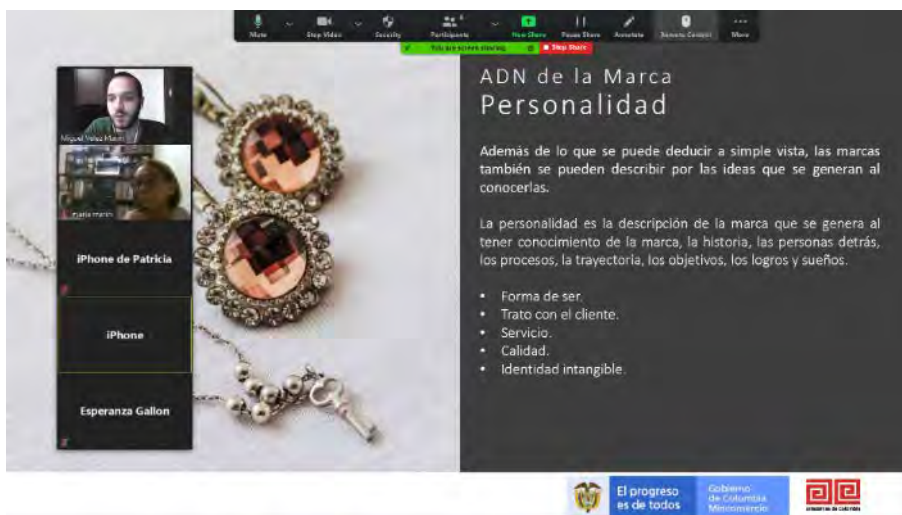 Mute
Stop Video
Security
Participants
New Share
Pause Share
Annotate
Remote Control
More
You are screen sharing
Stop Share
ADN de la Marca
Personalidad
Además de lo que se puede deducir a simple vista, las marcas
también se pueden describir por las ideas que se generan al
conocerlas.
La personalidad es la descripción de la marca que se genera al
tener conocimiento de la marca, la historia, las personas detrás,
los procesos, la trayectoria, los objetivos, los logros y sueños.
• Forma de ser.
• Trato con el cliente.
• Servicio.
• Calidad.
• Identidad intangible.
Miguel Velez Marin
maria marin
iPhone de Patricia
iPhone
Esperanza Gallon
El progreso
es de todos
Gobierno
de Colombia
Mincomercio
artesanías de colombia